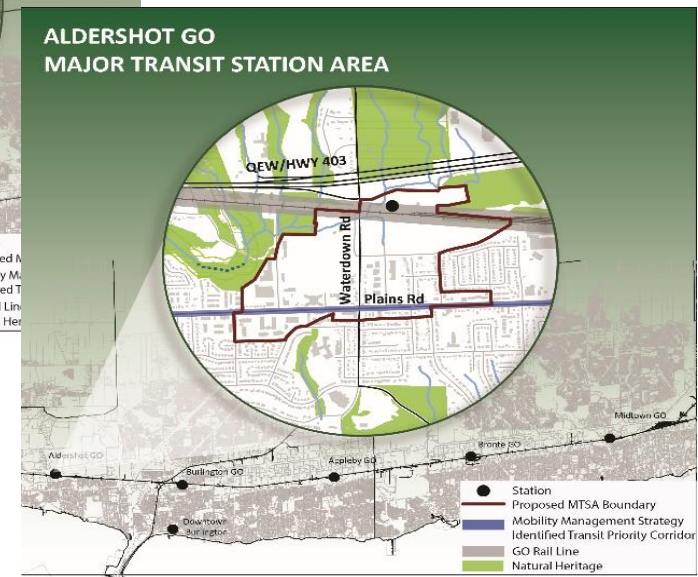 ALDERSHOT GO
MAJOR TRANSIT STATION AREA
QEW/HWY 403
Waterdown Rd
Plains Rd
Midtown GO
Bronte GO
Appleby GO
Aldershot GO
Burlington GO
Downtown
Burlington
Station
Proposed MTSA Boundary
Mobility Management Strategy
Identified Transit Priority Corridor
GO Rail Line
Natural Heritage